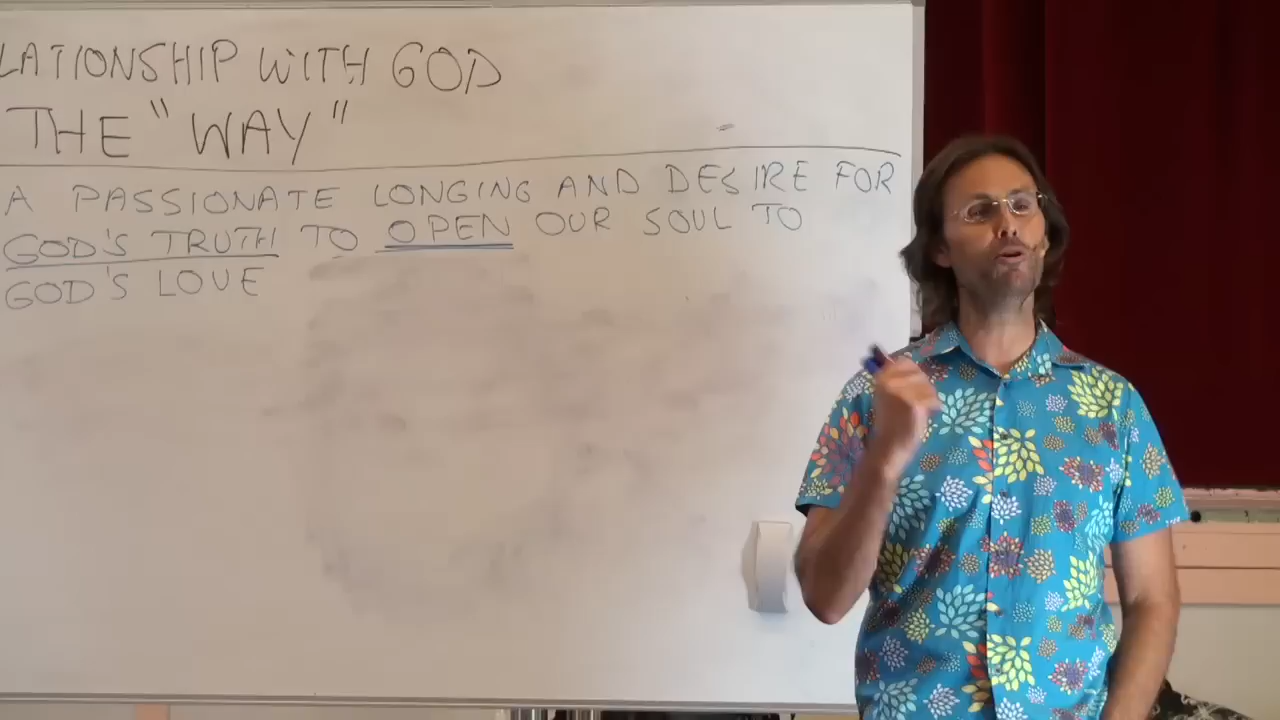 LATIONSHIP WITH GOD
THE "WAY"
A PASSIONATE LONGING AND DESIRE FOR
GOD'S TRUTH TO OPEN OUR SOUL TO
GOD'S LOVE